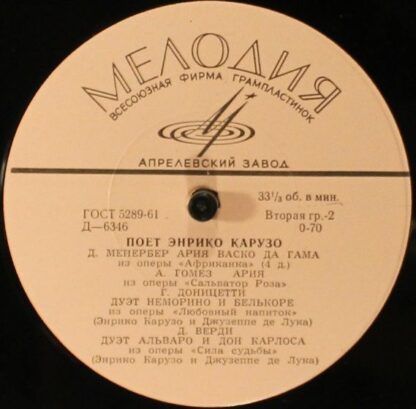 МЕЛОДИЯ
ВСЕСОЮЗНАЯ ФИРМА ГРАМПЛАСТИНОК
АПРЕЛЕВСКИЙ ЗАВОД
33⅓ об. в мин.
ГОСТ 5289-61
Вторая гр.-2
Д—6346
0-70
ПОЕТ ЭНРИКО КАРУЗО
Д. МЕЙЕРБЕР АРИЯ ВАСКО ДА ГАМА
из оперы «Африканка» (4 д.)
А. ГОМЕЗ АРИЯ
из оперы «Сальватор Роза»
Г. ДОНИЦЕТТИ
ДУЭТ НЕМОРИНО И БЕЛЬКОРЕ
из оперы «Любовный напиток»
(Энрико Карузо и Джузеппе де Лука)
Д. ВЕРДИ
ДУЭТ АЛЬВАРО И ДОН КАРЛОСА
из оперы «Сила судьбы»
(Энрико Карузо и Джузеппе де Лука)